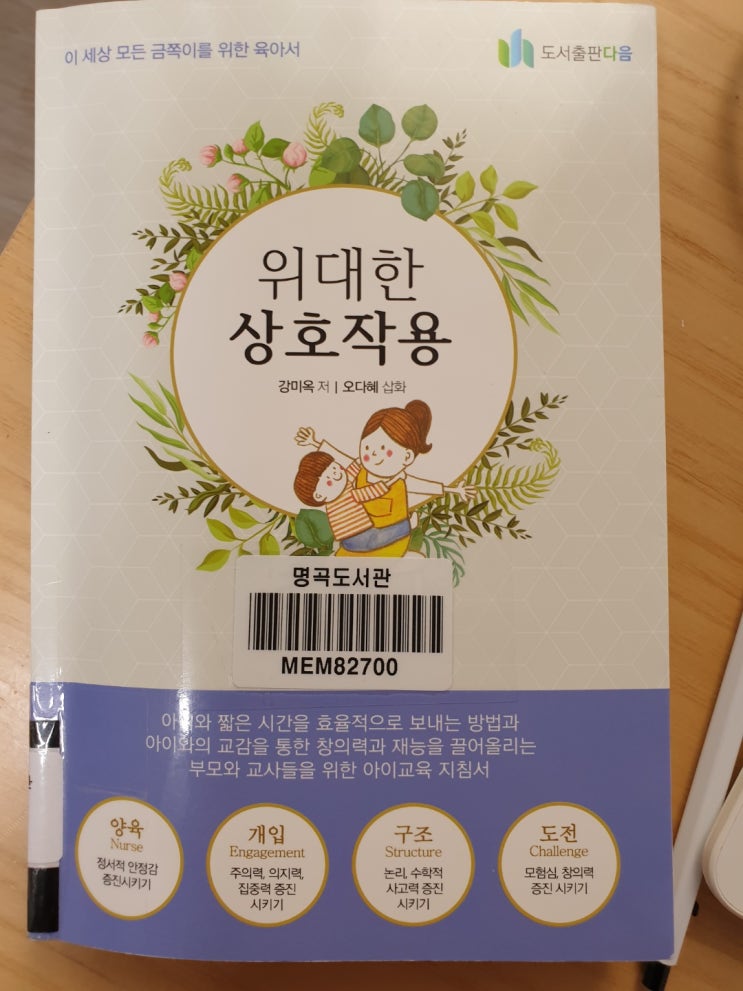 이 세상 모든 금쪽이를 위한 육아서
도서출판다음
위대한
상호작용
강미옥 저 | 오다혜 삽화
명곡도서관
MEM82700
아이와 짧은 시간을 효율적으로 보내는 방법과
아이와의 교감을 통한 창의력과 재능을 끌어올리는
부모와 교사들을 위한 아이교육 지침서
양육
Nurse
정서적 안정감
증진시키기
개입
Engagement
주의력, 의지력,
집중력 증진
시키기
구조
Structure
논리, 수학적
사고력 증진
시키기
도전
Challenge
모험심, 창의력
증진 시키기